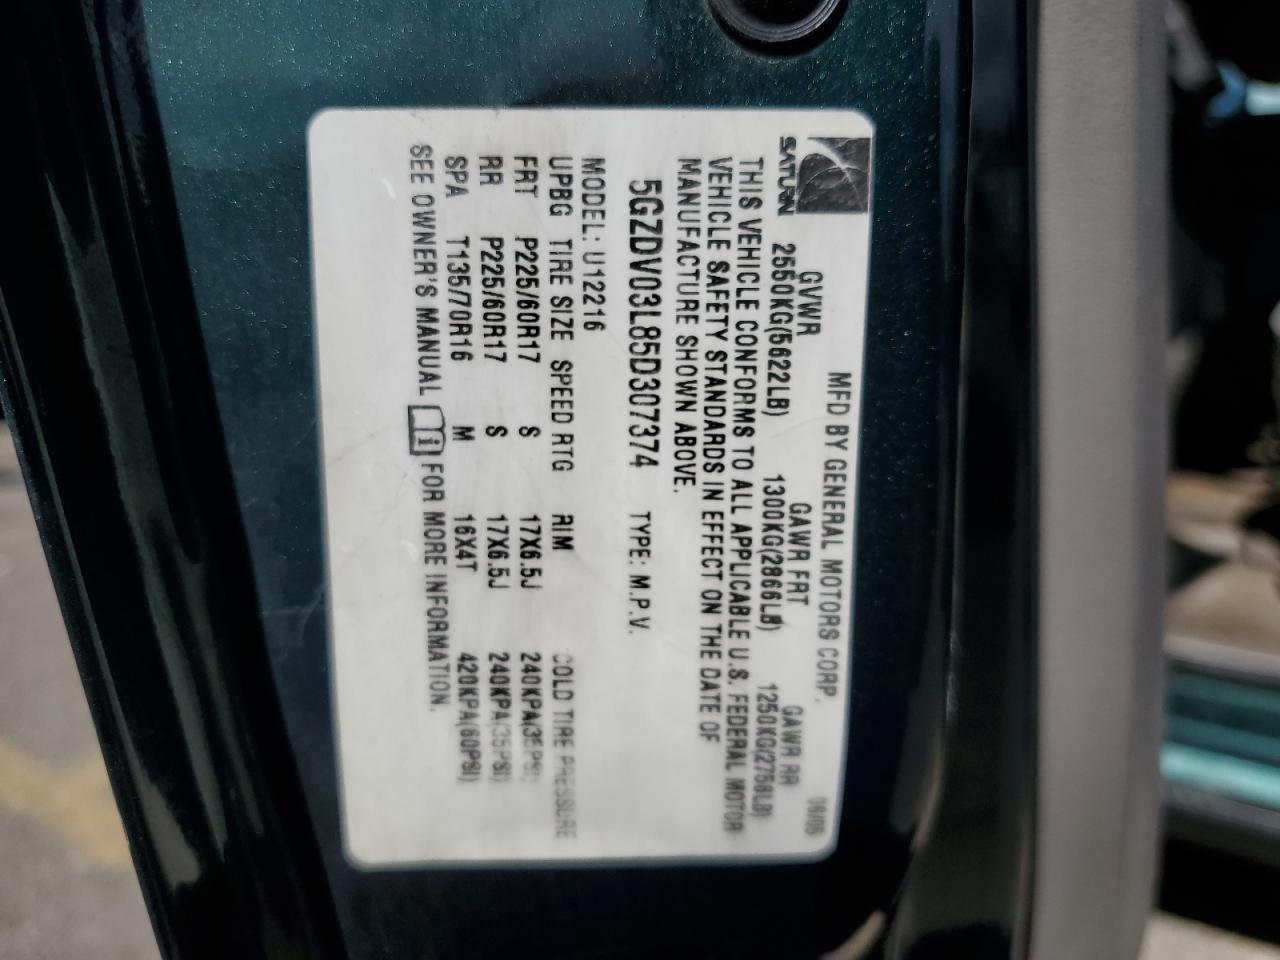 MFD BY GENERAL MOTORS CORP. 06/05
SATURN
GVWR GAWR FRT GAWR RR
2550KG(5622LB) 1300KG(2866LB) 1250KG(2756LB)
THIS VEHICLE CONFORMS TO ALL APPLICABLE U.S. FEDERAL MOTOR
VEHICLE SAFETY STANDARDS IN EFFECT ON THE DATE OF
MANUFACTURE SHOWN ABOVE.
5GZDV03L85D307374 TYPE: M.P.V.
MODEL: U12216
UPBG TIRE SIZE SPEED RTG RIM COLD TIRE PRESSURE
FRT P225/60R17 S 17X6.5J 240KPA(35PSI)
RR P225/60R17 S 17X6.5J 240KPA(35PSI)
SPA T135/70R16 M 16X4T 420KPA(60PSI)
SEE OWNER'S MANUAL i FOR MORE INFORMATION.